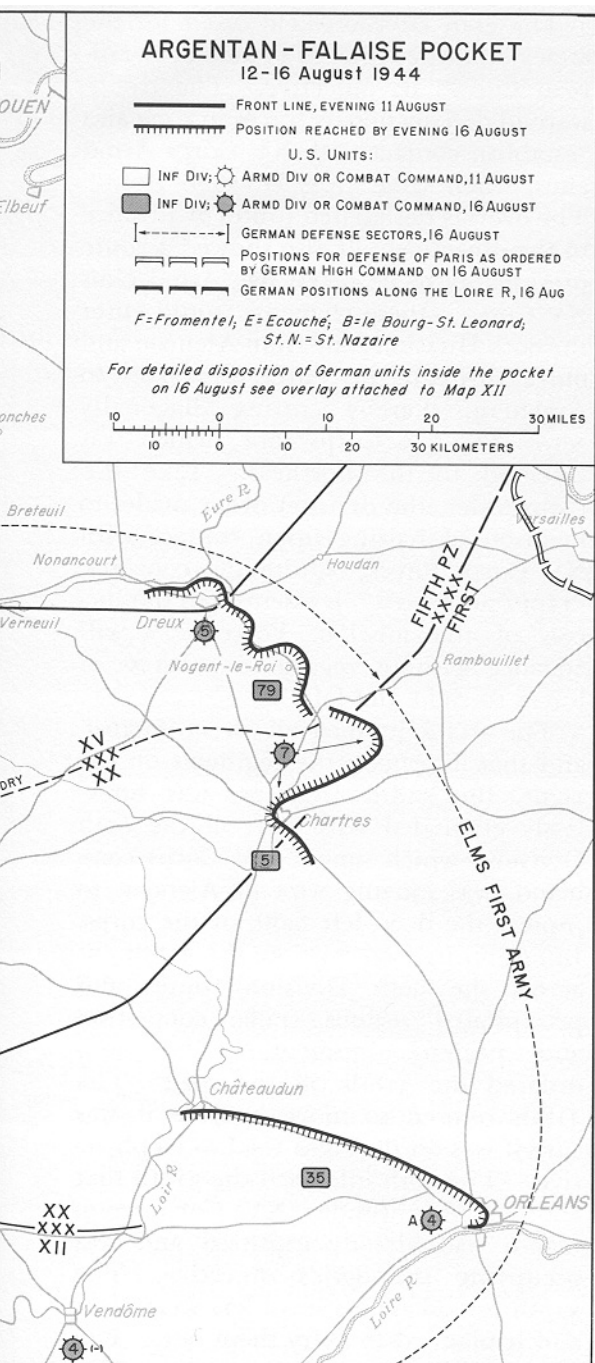 ARGENTAN-FALAISE POCKET
12-16 August 1944
FRONT LINE, EVENING 11 AUGUST
POSITION REACHED BY EVENING 16 AUGUST
U.S. UNITS:
INF DIV; ARMD DIV OR COMBAT COMMAND, 11 AUGUST
INF DIV; ARMD DIV OR COMBAT COMMAND, 16 AUGUST
GERMAN DEFENSE SECTORS, 16 AUGUST
POSITIONS FOR DEFENSE OF PARIS AS ORDERED
BY GERMAN HIGH COMMAND ON 16 AUGUST
GERMAN POSITIONS ALONG THE LOIRE R, 16 AUG
F=Fromentel; E=Ecouché; B=le Bourg-St. Leonard;
St. N. = St. Nazaire
For detailed disposition of German units inside the pocket
on 16 August see overlay attached to Map XII
10 0 10 20 30 MILES
10 0 10 20 30 KILOMETERS
OUEN
Elbeuf
onches
Breteuil
Eure R
Versailles
Nonancourt
Houdan
FIFTH PZ
XXXX
FIRST
Verneuil
Dreux
5
Nogent-le-Roi
Rambouillet
79
XV
XXX
XX
7
DRY
Chartres
5
ELMS FIRST ARMY
Châteaudun
35
Loir R
ORLEANS
A 4
XX
XXX
XII
Loire R
Vendôme
4 (-)